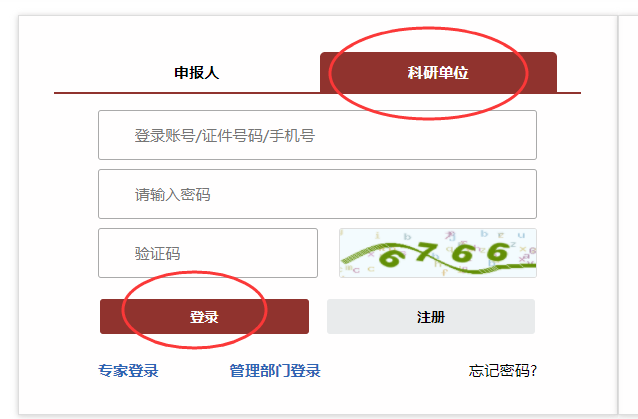 申报人 科研单位
登录账号/证件号码/手机号
请输入密码
验证码 6766
登录 注册
专家登录 管理部门登录 忘记密码?